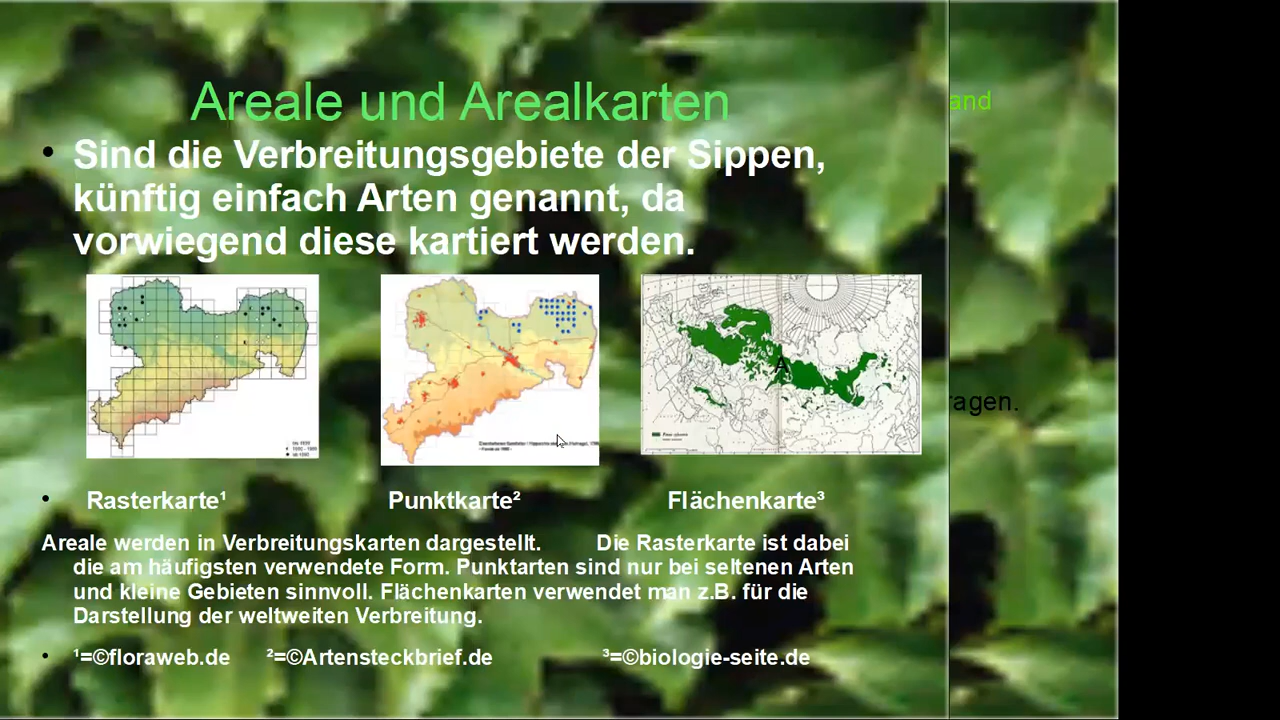 Areale und Arealkarten
and
• Sind die Verbreitungsgebiete der Sippen,
künftig einfach Arten genannt, da
vorwiegend diese kartiert werden.
A
ragen.
• Rasterkarte¹ Punktkarte² Flächenkarte³
Areale werden in Verbreitungskarten dargestellt. Die Rasterkarte ist dabei
die am häufigsten verwendete Form. Punktarten sind nur bei seltenen Arten
und kleine Gebieten sinnvoll. Flächenkarten verwendet man z.B. für die
Darstellung der weltweiten Verbreitung.
• ¹=©floraweb.de ²=©Artensteckbrief.de ³=©biologie-seite.de